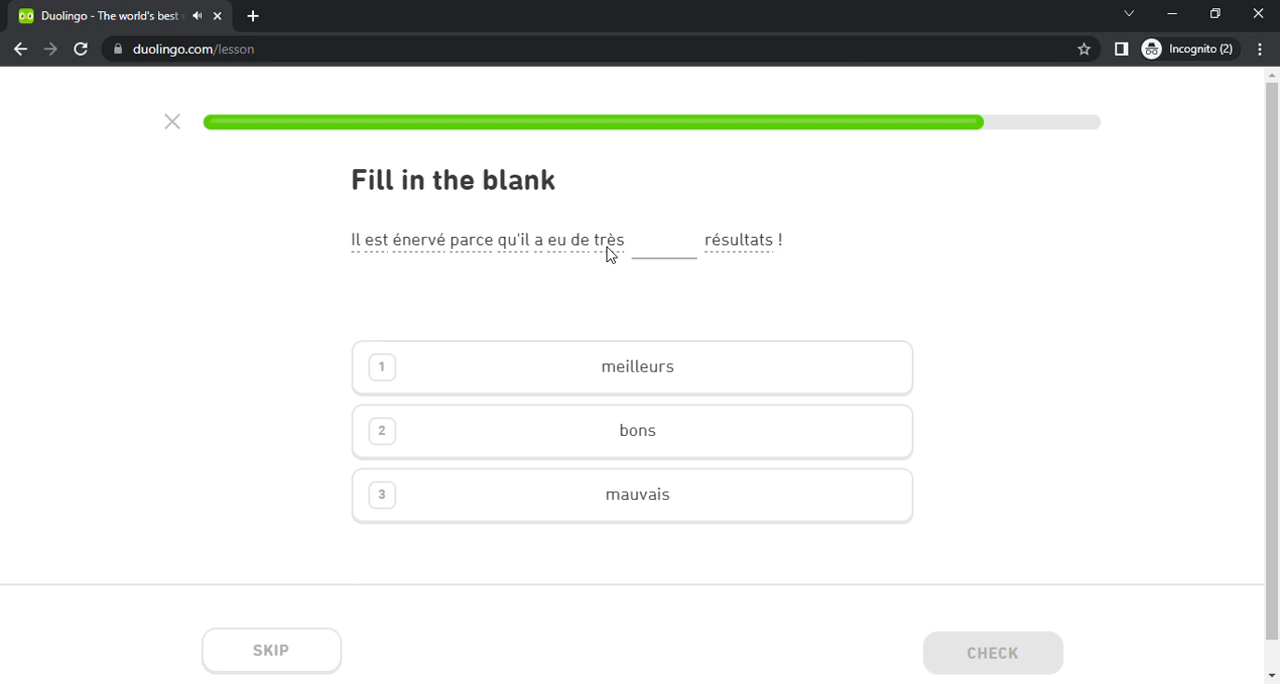 Duolingo - The world's best
duolingo.com/lesson
Incognito (2)
Fill in the blank
Il est énervé parce qu'il a eu de très ______ résultats !
1 meilleurs
2 bons
3 mauvais
SKIP
CHECK